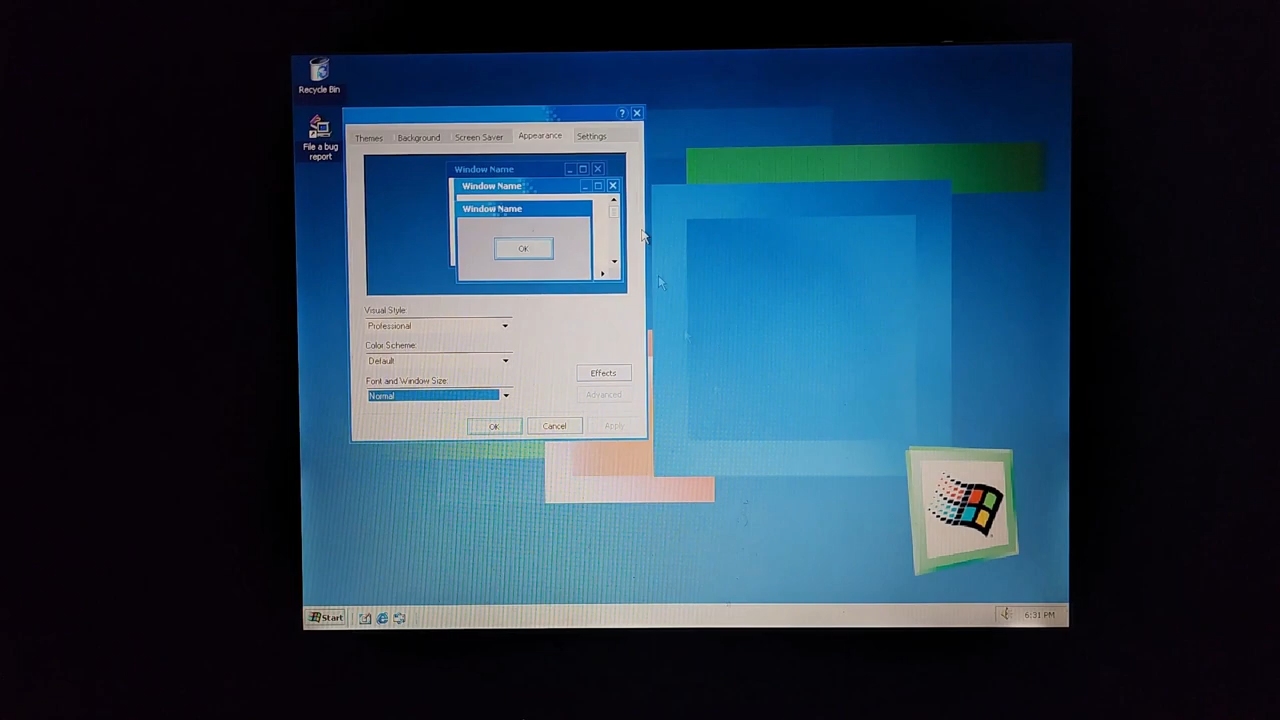 Recycle Bin
File a bug
report
Themes
Background
Screen Saver
Appearance
Settings
Window Name
Window Name
Window Name
OK
Visual Style:
Professional
Color Scheme:
Default
Font and Window Size:
Normal
Effects
Advanced
OK
Cancel
Apply
Start
6:31 PM